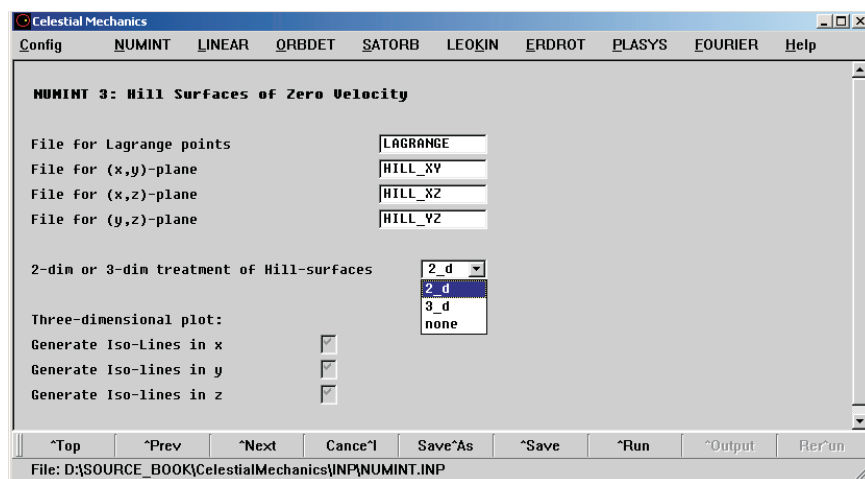 Celestial Mechanics
Config NUMINT LINEAR ORBDET SATORB LEOKIN ERDROT PLASYS FOURIER Help
NUMINT 3: Hill Surfaces of Zero Velocity
File for Lagrange points LAGRANGE
File for (x,y)-plane HILL_XY
File for (x,z)-plane HILL_XZ
File for (y,z)-plane HILL_YZ
2-dim or 3-dim treatment of Hill-surfaces 2_d
2_d
3_d
none
Three-dimensional plot:
Generate Iso-Lines in x
Generate Iso-lines in y
Generate Iso-lines in z
^Top ^Prev ^Next Cance^l Save^As ^Save ^Run ^Output Rer^un
File: D:\SOURCE_BOOK\CelestialMechanics\INP\NUMINT.INP